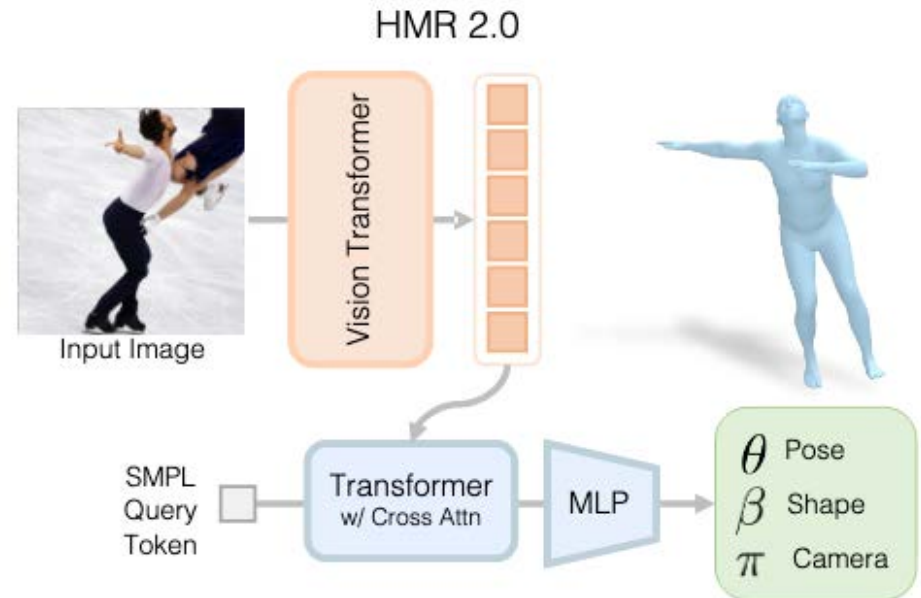 HMR 2.0
Vision Transformer
Input Image
SMPL
Query
Token
Transformer
w/ Cross Attn
MLP
θ Pose
β Shape
π Camera